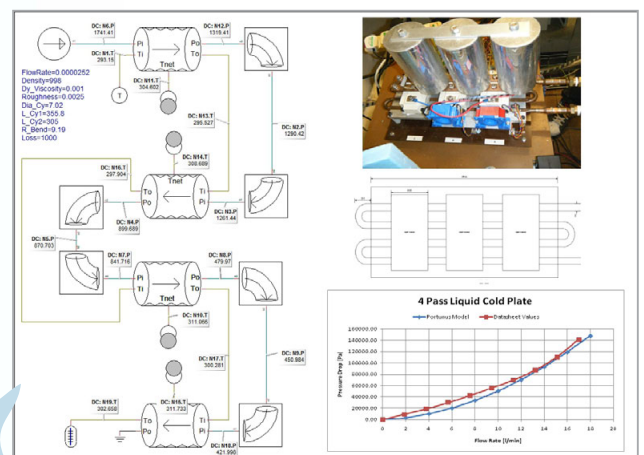 DC: N6.P
1741.41
DC: N12.P
1319.41
DC: N1.T
293.15
Pi
Po
Ti
To
Tnet
T
FlowRate=0.0000252
Density=998
Dy_Viscosity=0.001
Roughness=0.0025
Dia_Cy=7.02
L_Cy1=355.8
L_Cy2=305
R_Bend=9.19
Loss=1000
DC: N11.T
304.602
DC: N13.T
295.527
DC: N2.P
1290.42
DC: N16.T
297.904
DC: N14.T
Tnet
To
Ti
Po
Pi
DC: N4.P
899.689
DC: N3.P
1261.44
DC: N5.P
870.703
DC: N7.P
841.716
DC: N8.P
479.97
Pi
Po
Ti
To
Tnet
DC: N10.T
311.066
DC: N9.P
450.984
DC: N17.T
300.281
DC: N19.T
302.658
DC: N15.T
311.733
To
Ti
Po
Pi
DC: N18.P
421.998
4 Pass Liquid Cold Plate
Portunus Model
Datasheet Values
Pressure Drop [Pa]
160000.00
140000.00
120000.00
100000.00
80000.00
60000.00
40000.00
20000.00
0.00
0 2 4 6 8 10 12 14 16 18 20
Flow Rate [l/min]